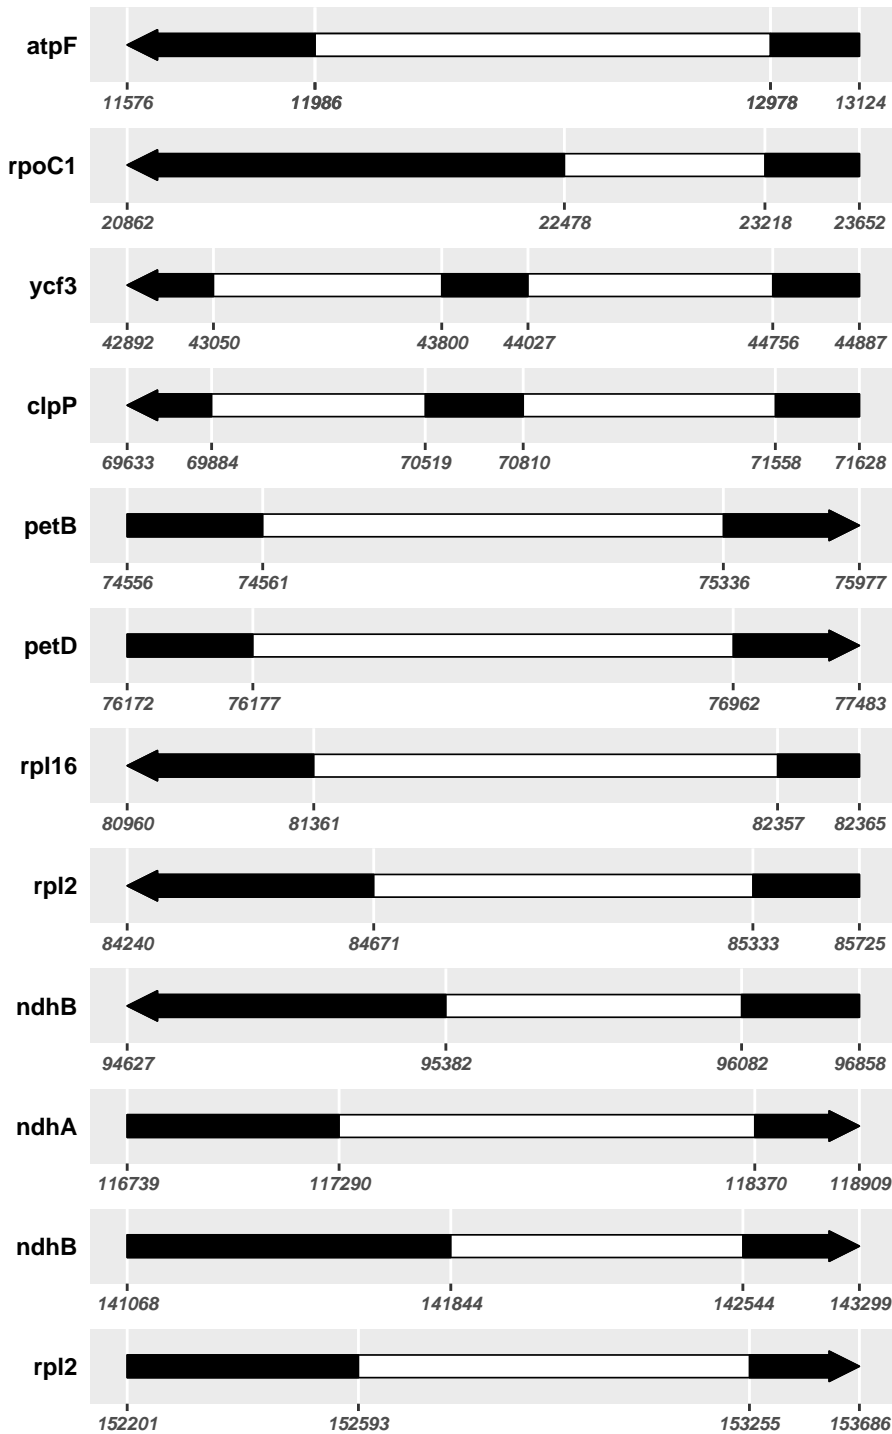 atpF
11576 11986 12978 13124
rpoC1
20862 22478 23218 23652
ycf3
42892 43050 43800 44027 44756 44887
clpP
69633 69884 70519 70810 71558 71628
petB
74556 74561 75336 75977
petD
76172 76177 76962 77483
rpl16
80960 81361 82357 82365
rpl2
84240 84671 85333 85725
ndhB
94627 95382 96082 96858
ndhA
116739 117290 118370 118909
ndhB
141068 141844 142544 143299
rpl2
152201 152593 153255 153686